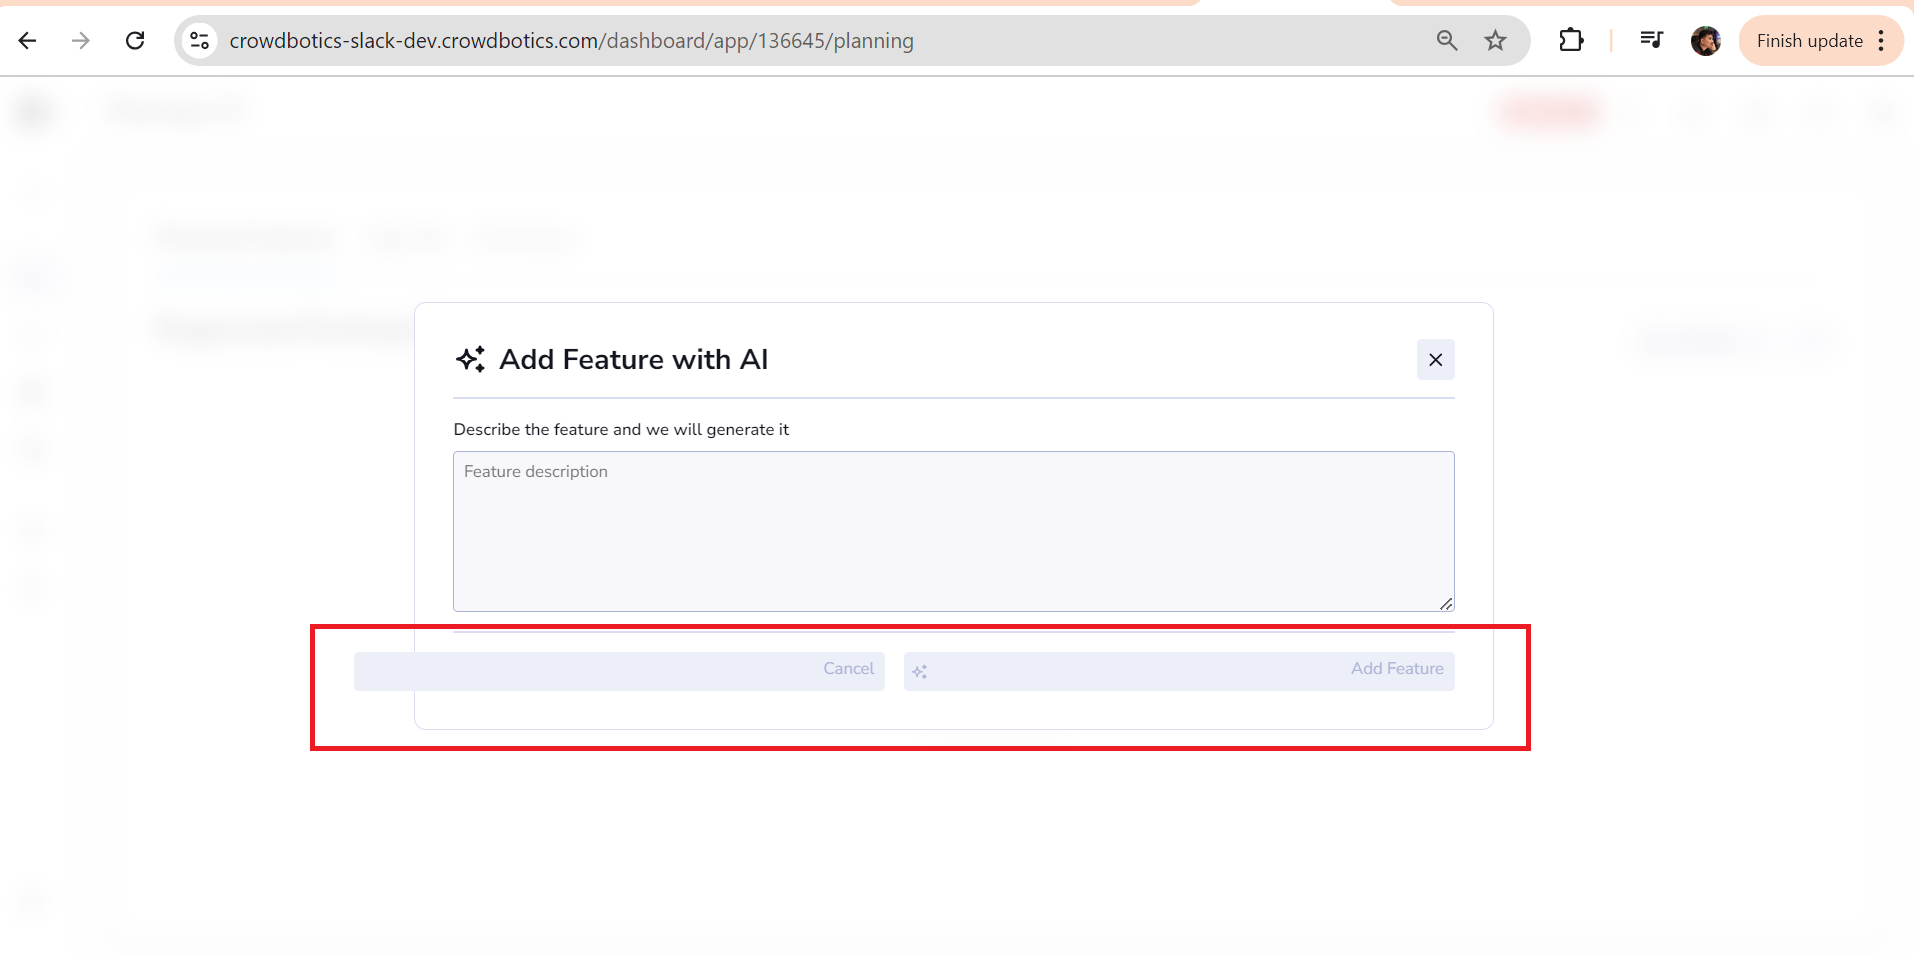 crowdbotics-slack-dev.crowdbotics.com/dashboard/app/136645/planning
Finish update
Add Feature with AI
Describe the feature and we will generate it
Feature description
Cancel
Add Feature